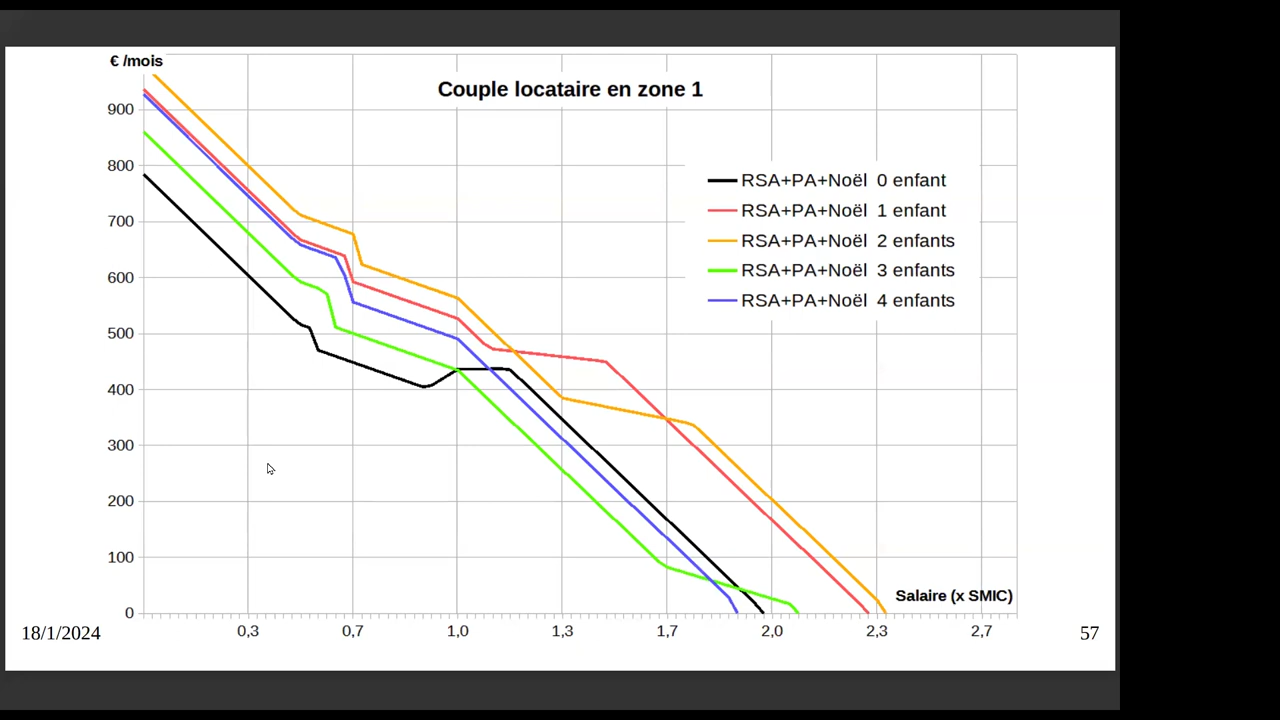 € /mois
Couple locataire en zone 1
900
800
700
600
500
400
300
200
100
0
RSA+PA+Noël 0 enfant
RSA+PA+Noël 1 enfant
RSA+PA+Noël 2 enfants
RSA+PA+Noël 3 enfants
RSA+PA+Noël 4 enfants
Salaire (x SMIC)
0,3 0,7 1,0 1,3 1,7 2,0 2,3 2,7
18/1/2024 57